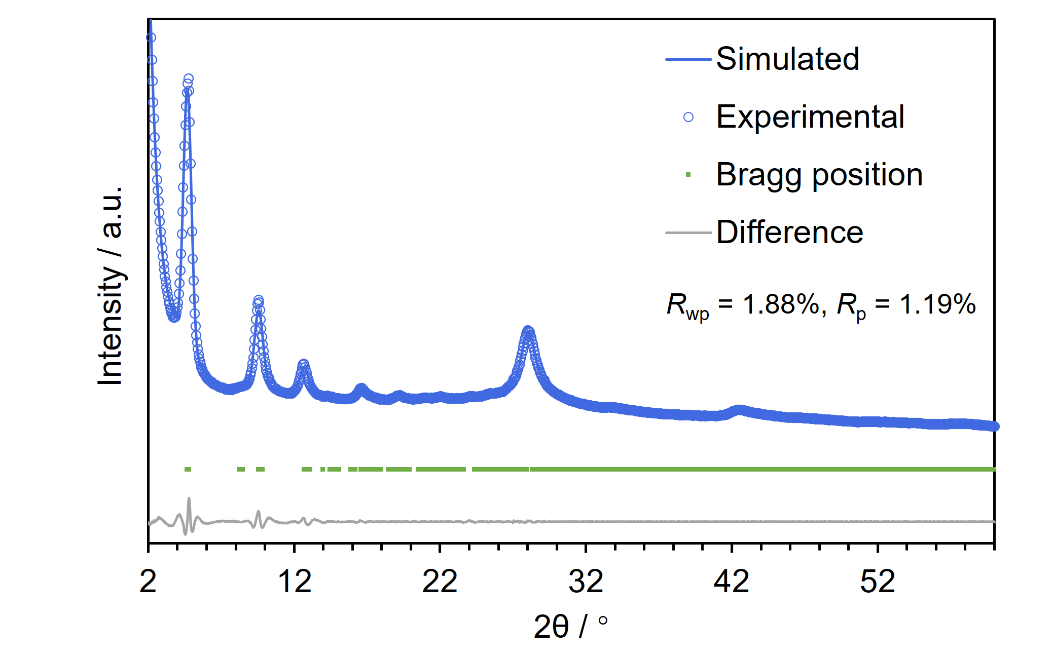 Simulated
Experimental
Bragg position
Difference
Rwp = 1.88%, Rp = 1.19%
Intensity / a.u.
2 12 22 32 42 52
2θ / °